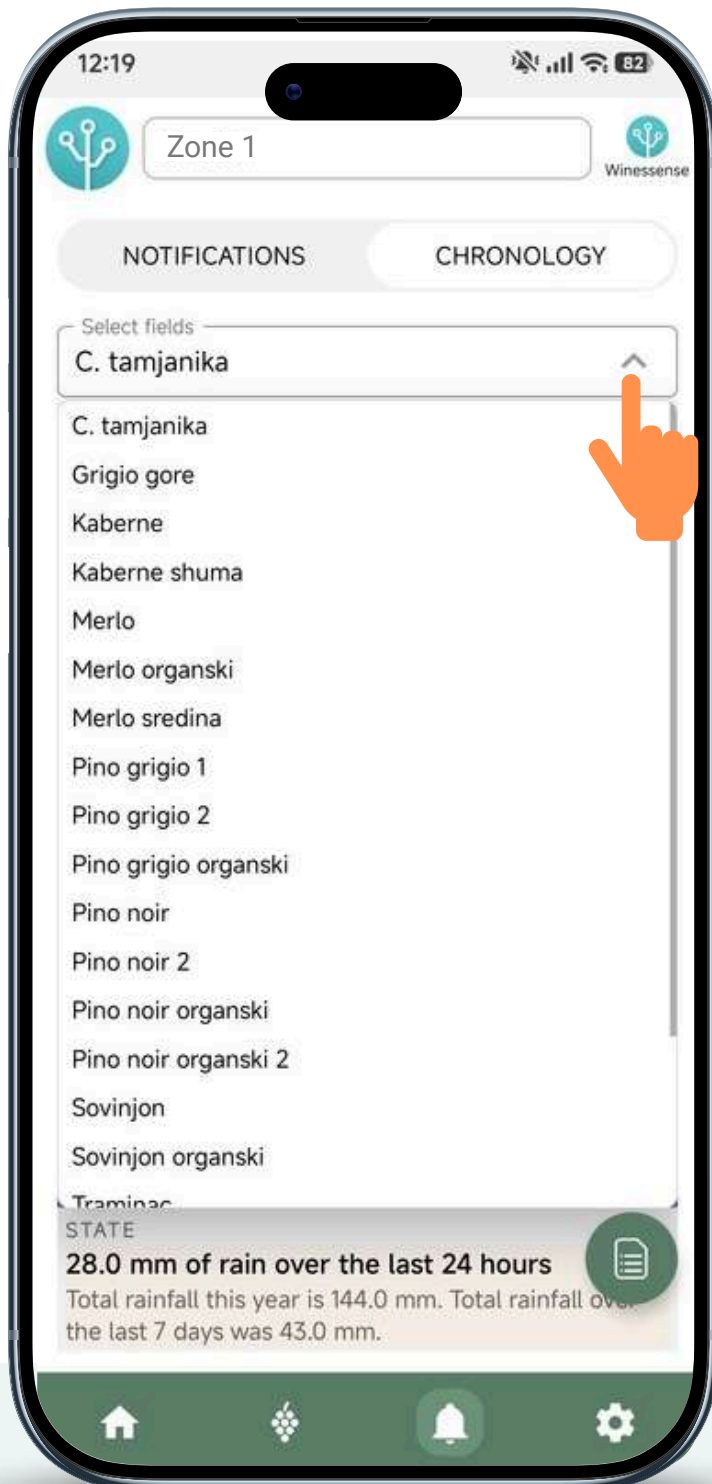 12:19
82
Zone 1
Winessense
NOTIFICATIONS
CHRONOLOGY
Select fields
C. tamjanika
C. tamjanika
Grigio gore
Kaberne
Kaberne shuma
Merlo
Merlo organski
Merlo sredina
Pino grigio 1
Pino grigio 2
Pino grigio organski
Pino noir
Pino noir 2
Pino noir organski
Pino noir organski 2
Sovinjon
Sovinjon organski
Traminac
STATE
28.0 mm of rain over the last 24 hours
Total rainfall this year is 144.0 mm. Total rainfall over
the last 7 days was 43.0 mm.